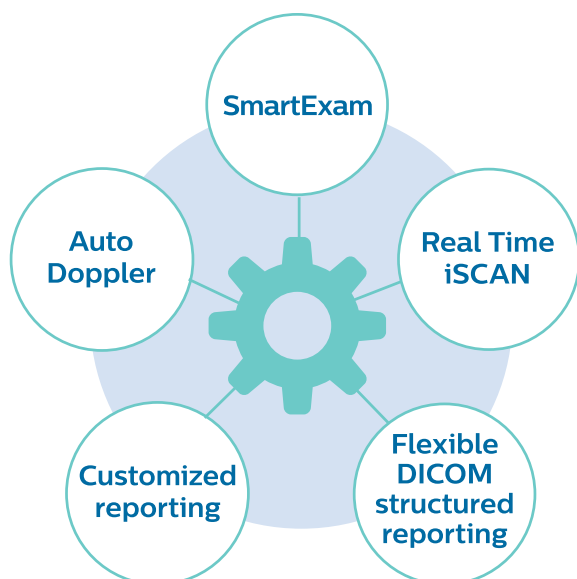 SmartExam
Auto
Doppler
Real Time
iSCAN
Customized
reporting
Flexible
DICOM
structured
reporting